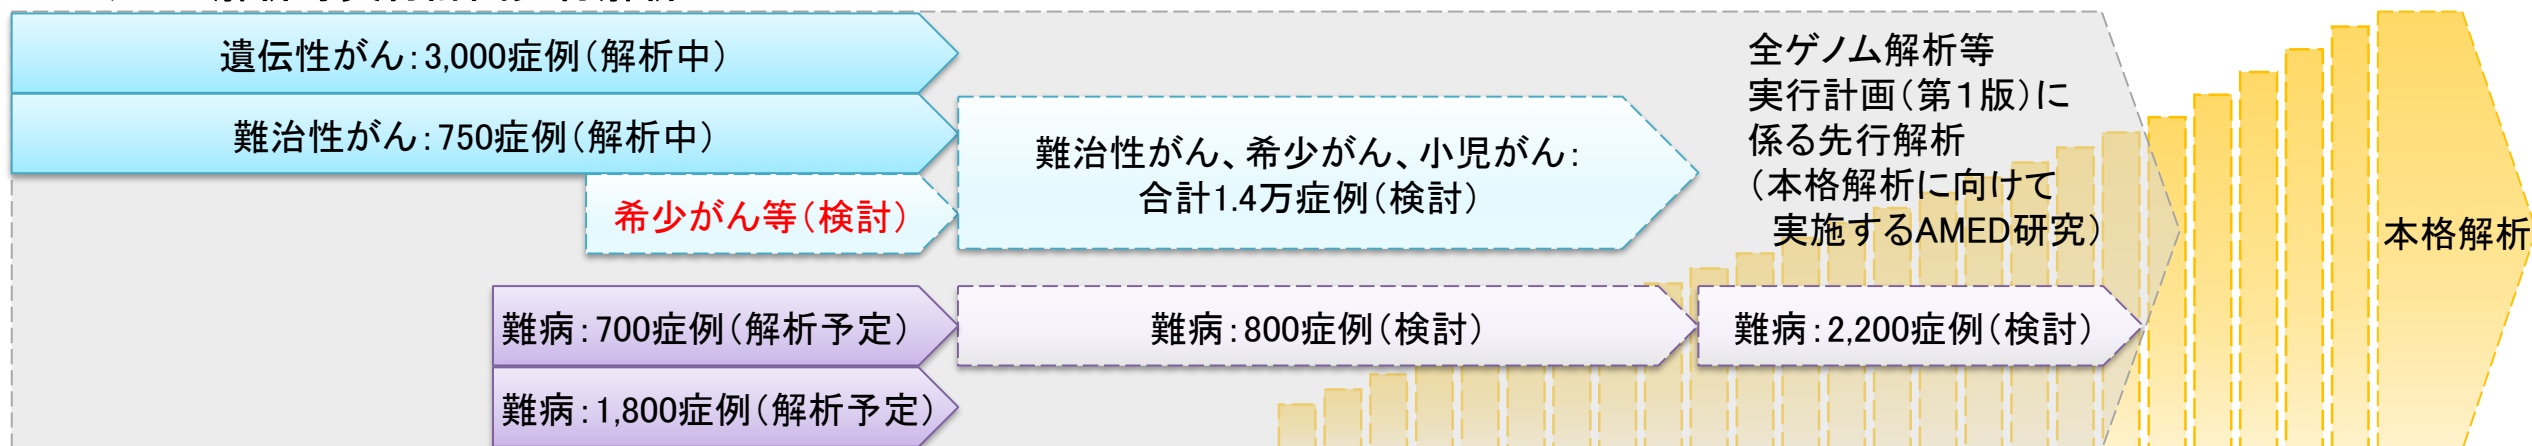 遺伝性がん：3,000症例（解析中）
難治性がん：750症例（解析中）
希少がん等（検討）
難治性がん、希少がん、小児がん：
合計1.4万症例（検討）
全ゲノム解析等
実行計画（第１版）に
係る先行解析
（本格解析に向けて
実施するAMED研究）
本格解析
難病：700症例（解析予定）
難病：800症例（検討）
難病：2,200症例（検討）
難病：1,800症例（解析予定）